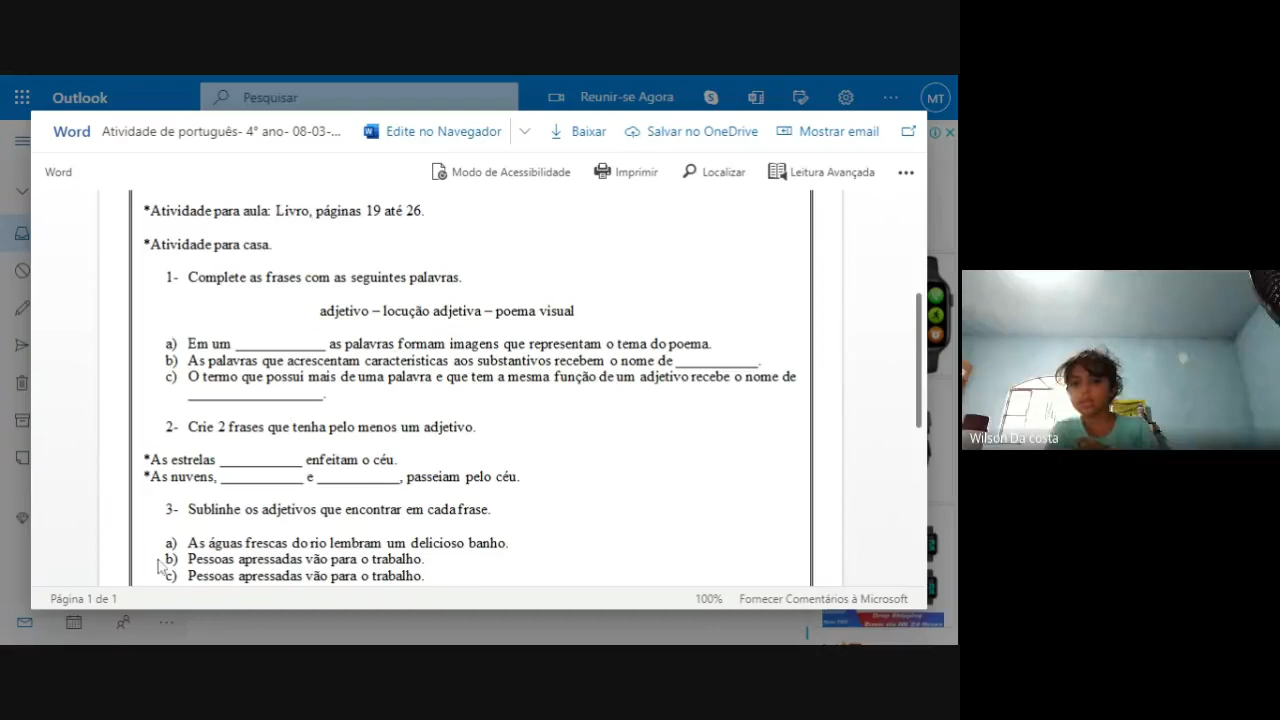 Outlook
Pesquisar
Reunir-se Agora
MT
Word
Atividade de português- 4° ano- 08-03-...
Edite no Navegador
Baixar
Salvar no OneDrive
Mostrar email
Word
Modo de Acessibilidade
Imprimir
Localizar
Leitura Avançada
*Atividade para aula: Livro, páginas 19 até 26.
*Atividade para casa.
1- Complete as frases com as seguintes palavras.
adjetivo – locução adjetiva – poema visual
a) Em um ____________ as palavras formam imagens que representam o tema do poema.
b) As palavras que acrescentam caracteristicas aos substantivos recebem o nome de ___________.
c) O termo que possui mais de uma palavra e que tem a mesma função de um adjetivo recebe o nome de
__________________.
2- Crie 2 frases que tenha pelo menos um adjetivo.
*As estrelas ___________ enfeitam o céu.
*As nuvens, ___________ e ___________, passeiam pelo céu.
3- Sublinhe os adjetivos que encontrar em cada frase.
a) As águas frescas do rio lembram um delicioso banho.
b) Pessoas apressadas vão para o trabalho.
c) Pessoas apressadas vão para o trabalho.
Página 1 de 1
100%
Fornecer Comentários à Microsoft
Wilson Da costa